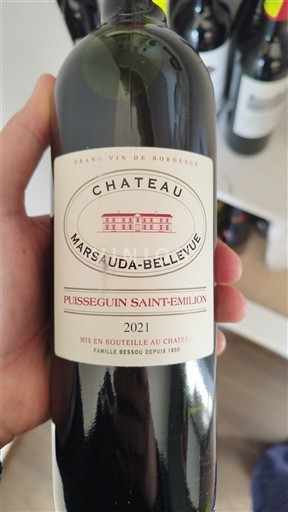 GRAND VIN DE BORDEAUX
CHATEAU
MARSAUDA-BELLEVUE
PUISSEGUIN SAINT-EMILION
2021
MIS EN BOUTEILLE AU CHATEAU
FAMILLE BESSOU DEPUIS 1850